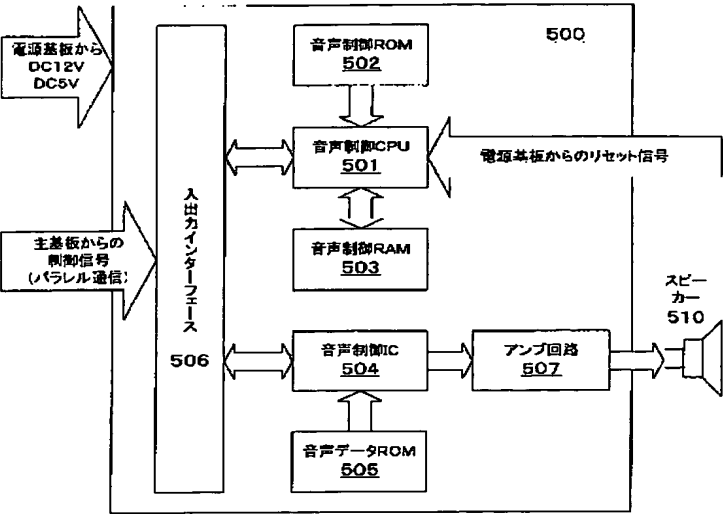 電源基板から
DC12V
DC5V
500
音声制御ROM
502
音声制御CPU
501
電源基板からのリセット信号
入出力インターフェース
506
主基板からの
制御信号
(パラレル通信)
音声制御RAM
503
スピー
カー
510
音声制御IC
504
アンプ回路
507
音声データROM
505